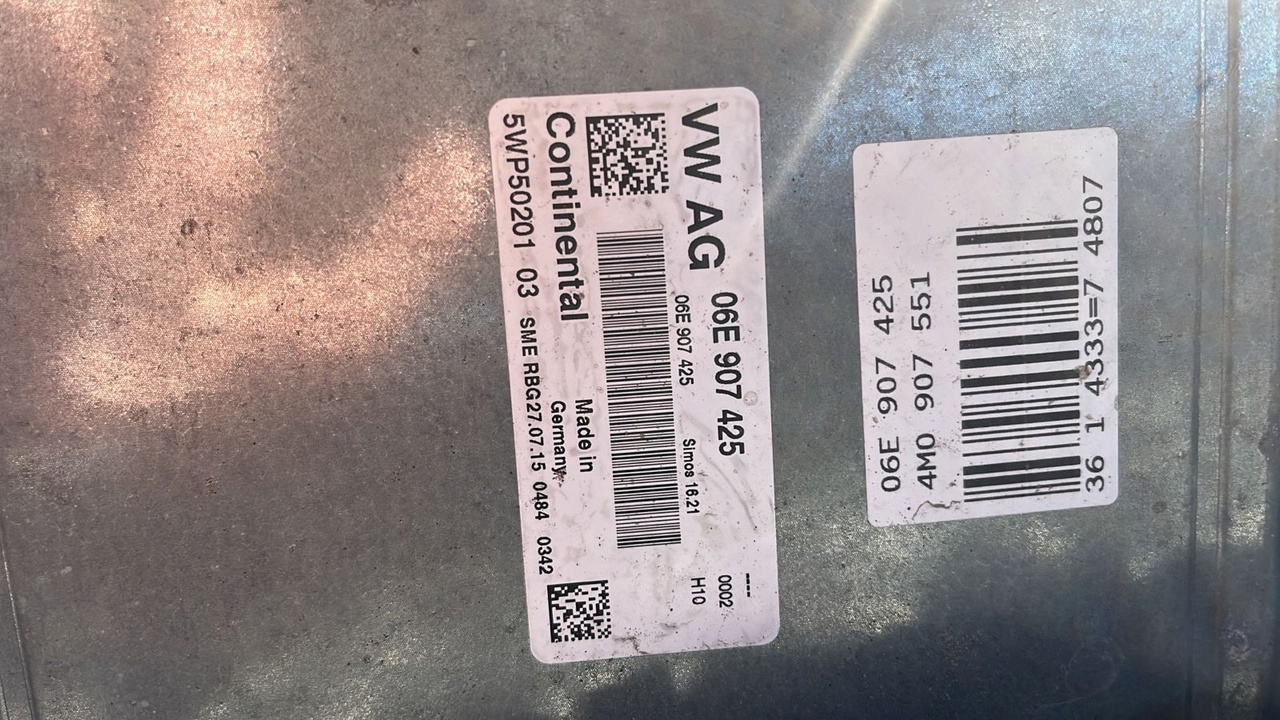 VW AG 06E 907 425 ----
06E 907 425 Simos 16.21 0002
H10
Continental Made in
Germany
5WP50201 03 SME RBG27.07.15 0484 0342
06E 907 425
4M0 907 551
36 1 4333=7 4807